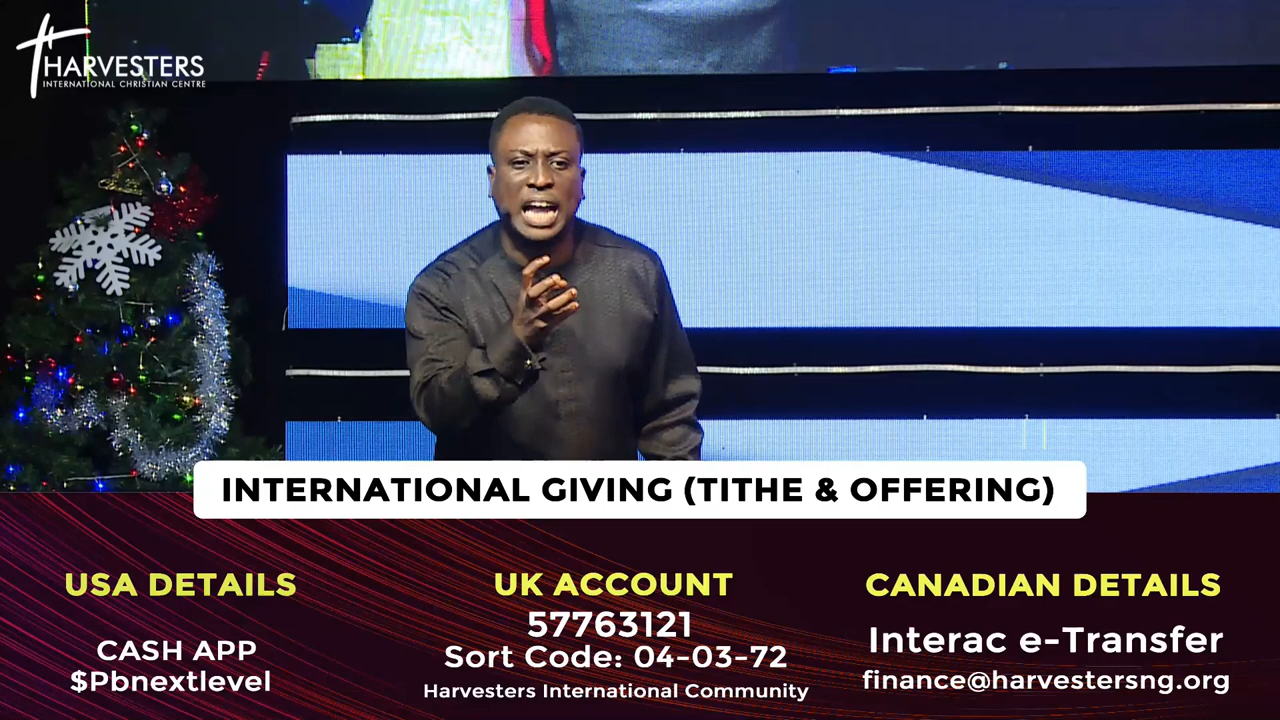 HARVESTERS
INTERNATIONAL CHRISTIAN CENTRE
INTERNATIONAL GIVING (TITHE & OFFERING)
USA DETAILS
CASH APP
$Pbnextlevel
UK ACCOUNT
57763121
Sort Code: 04-03-72
Harvesters International Community
CANADIAN DETAILS
Interac e-Transfer
finance@harvestersng.org